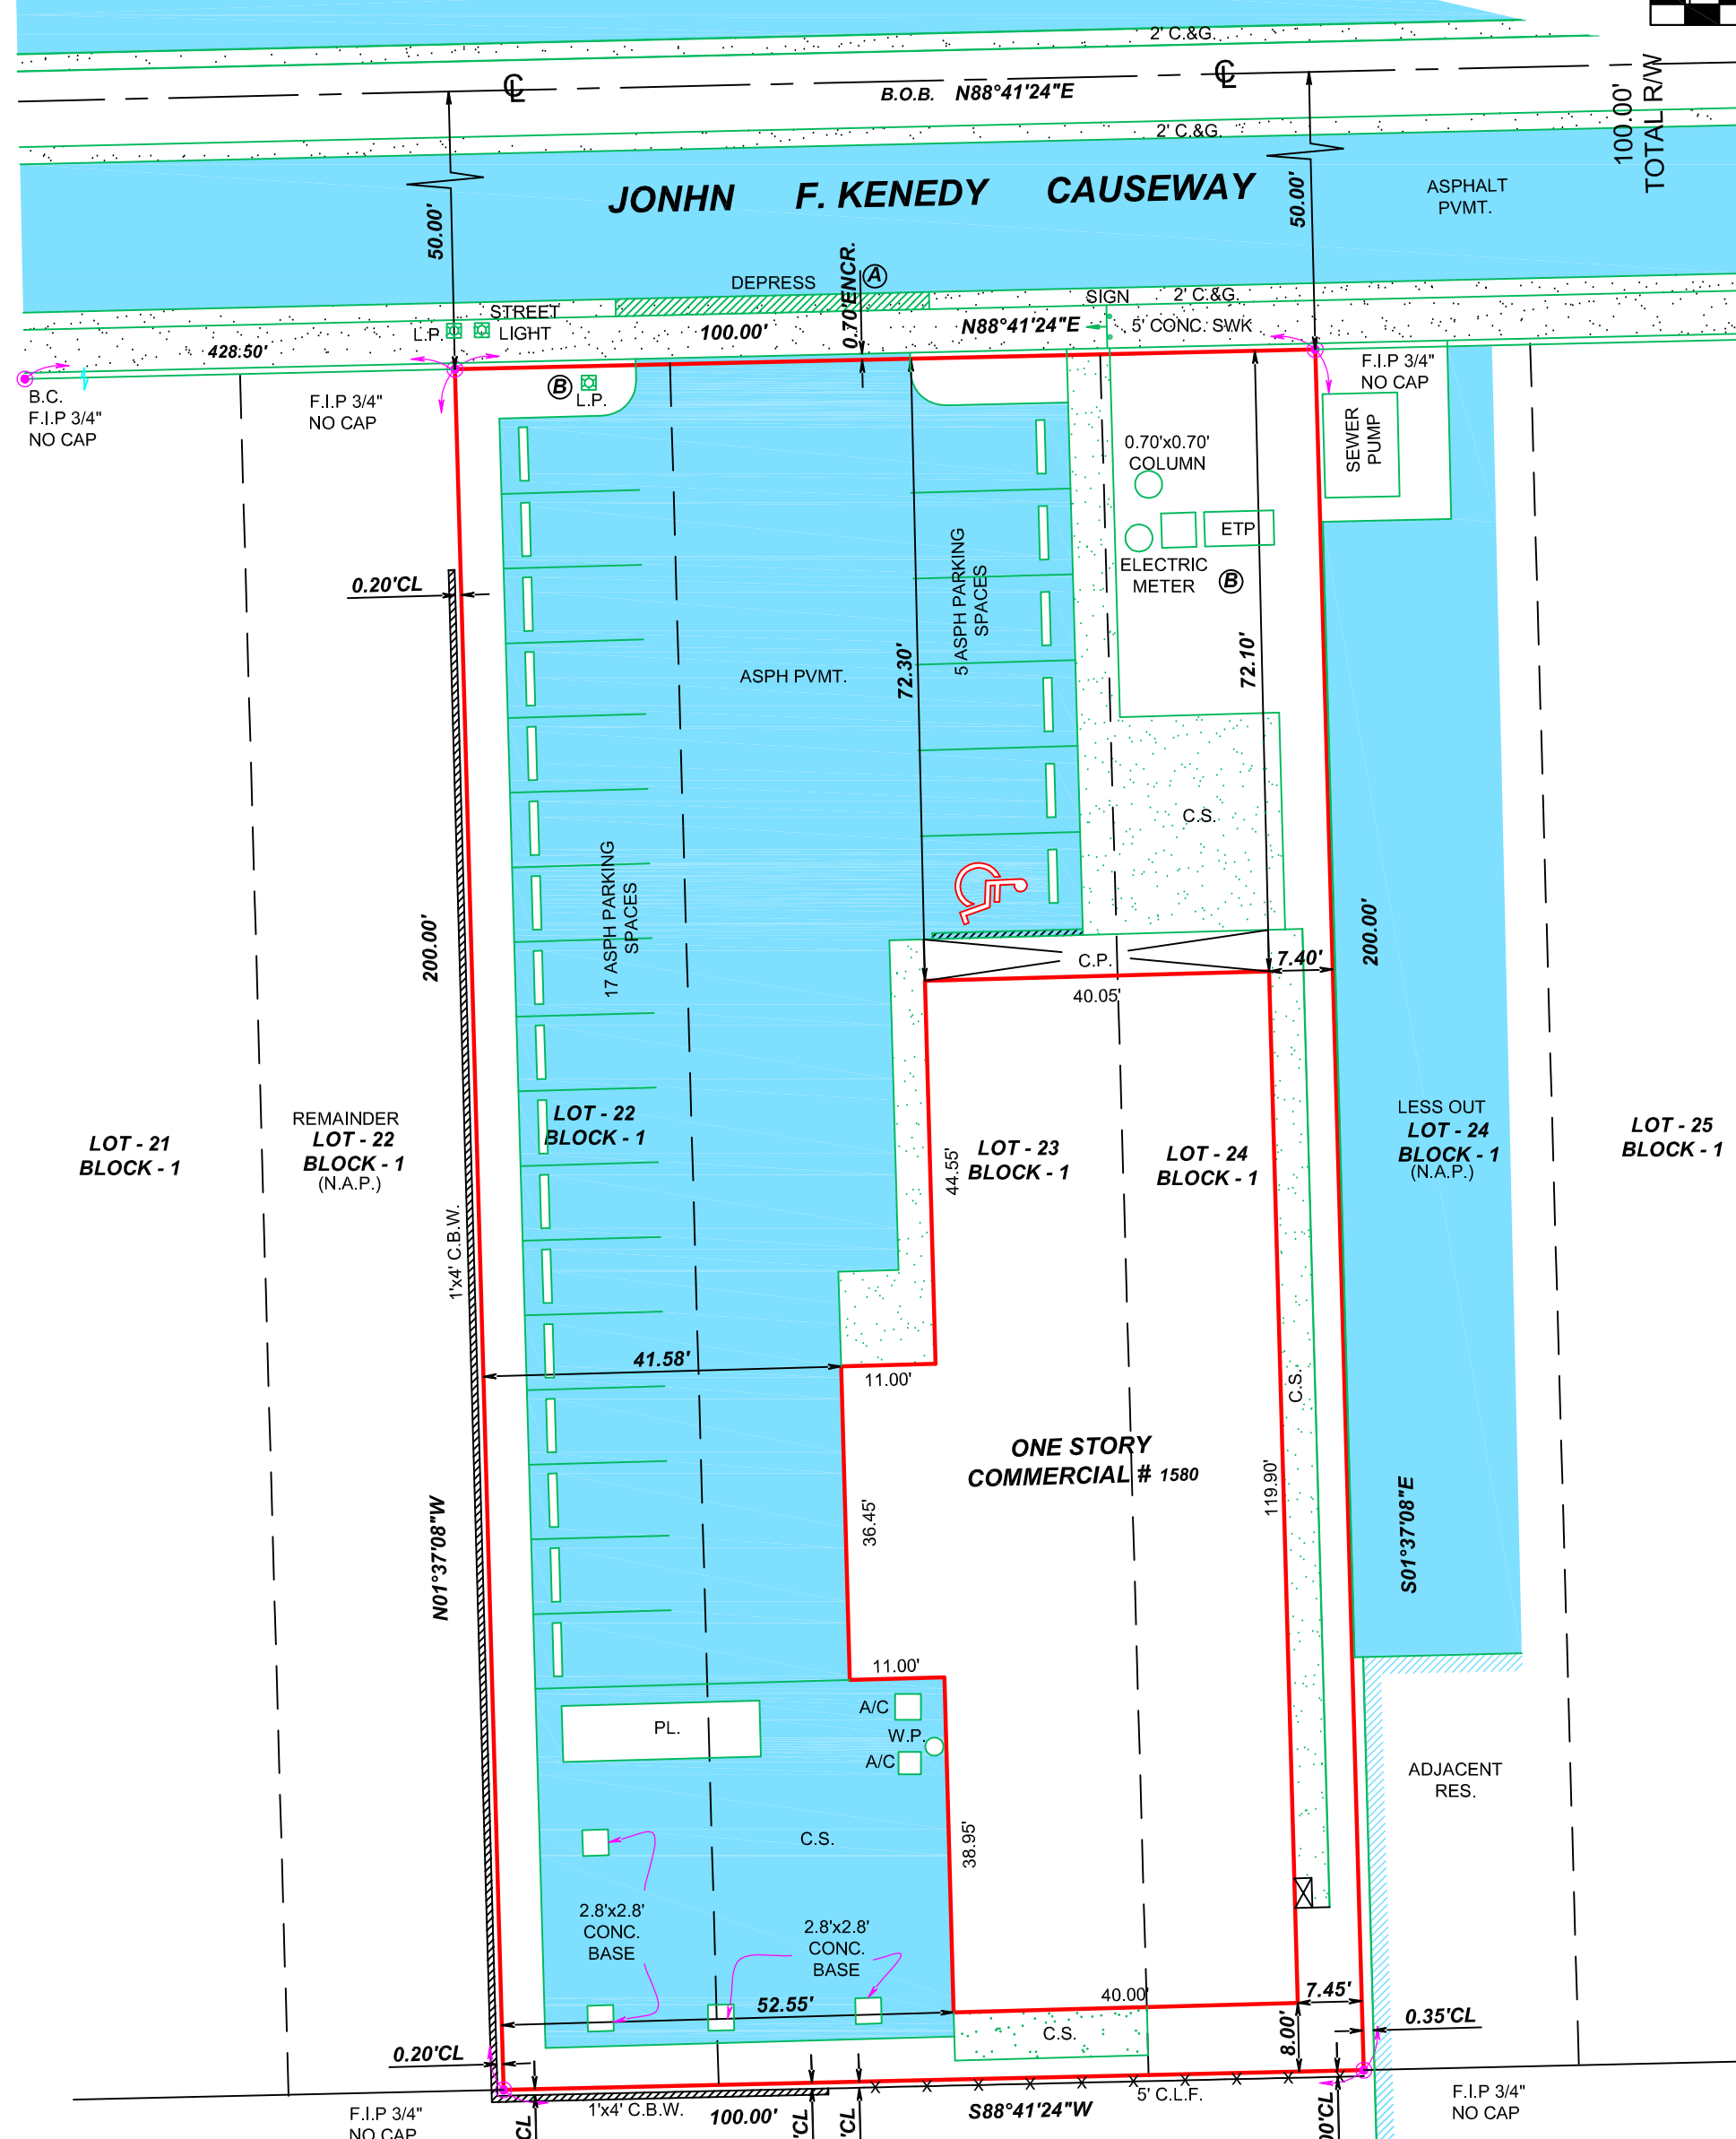 2' C.&G.
100.00'
TOTAL R/W
B.O.B. N88°41'24"E
2' C.&G.
JONHN F. KENEDY CAUSEWAY
ASPHALT
PVMT.
50.00'
50.00'
DEPRESS
0.70'ENCR.
A
SIGN
2' C.&G.
STREET
LIGHT
L.P.
100.00'
N88°41'24"E
5' CONC. SWK
428.50'
B.C.
F.I.P 3/4"
NO CAP
F.I.P 3/4"
NO CAP
B
L.P.
F.I.P 3/4"
NO CAP
SEWER
PUMP
0.70'x0.70'
COLUMN
ETP
ELECTRIC
METER
B
0.20'CL
5 ASPH PARKING
SPACES
ASPH PVMT.
72.30'
72.10'
C.S.
17 ASPH PARKING
SPACES
200.00'
200.00'
C.P.
7.40'
40.05'
LOT - 21
BLOCK - 1
REMAINDER
LOT - 22
BLOCK - 1
(N.A.P.)
LOT - 22
BLOCK - 1
44.55'
LOT - 23
BLOCK - 1
LOT - 24
BLOCK - 1
LESS OUT
LOT - 24
BLOCK - 1
(N.A.P.)
LOT - 25
BLOCK - 1
1'x4' C.B.W.
41.58'
11.00'
C.S.
ONE STORY
COMMERCIAL # 1580
119.90'
36.45'
N01°37'08"W
S01°37'08"E
11.00'
A/C
PL.
W.P.
A/C
ADJACENT
RES.
C.S.
38.95'
2.8'x2.8'
CONC.
BASE
2.8'x2.8'
CONC.
BASE
52.55'
40.00'
7.45'
C.S.
8.00'
0.35'CL
0.20'CL
F.I.P 3/4"
NO CAP
1'x4' C.B.W.
100.00'
S88°41'24"W
5' C.L.F.
F.I.P 3/4"
NO CAP